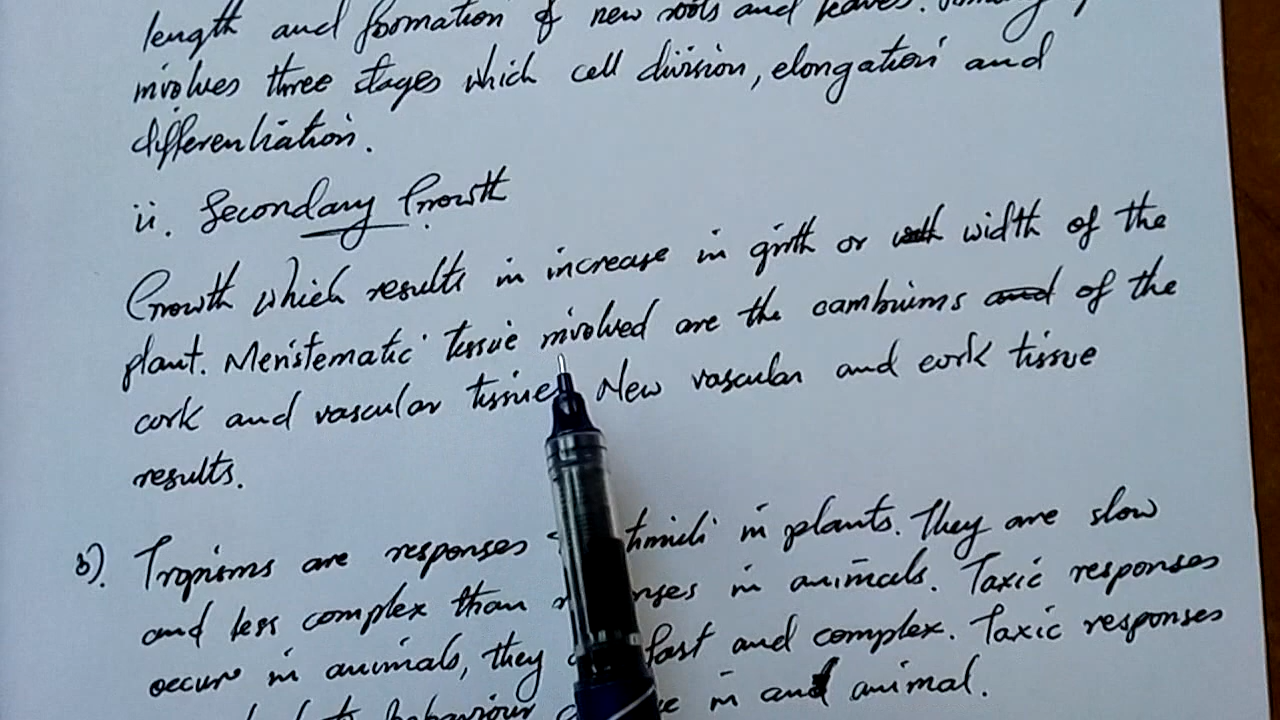 length and formation of new roots and leaves.
involves three stages which cell division, elongation and
differentiation.
ii. Secondary Growth
Growth which results in increase in girth or width of the
plant. Meristematic tissue involved are the cambiums of the
cork and vascular tissue New vascular and cork tissue
results.
b). Tropisms are responses stimuli in plants. They are slow
and less complex than in animals. Taxic responses
occur in animals, they fast and complex. Taxic responses
behaviour in and animal.